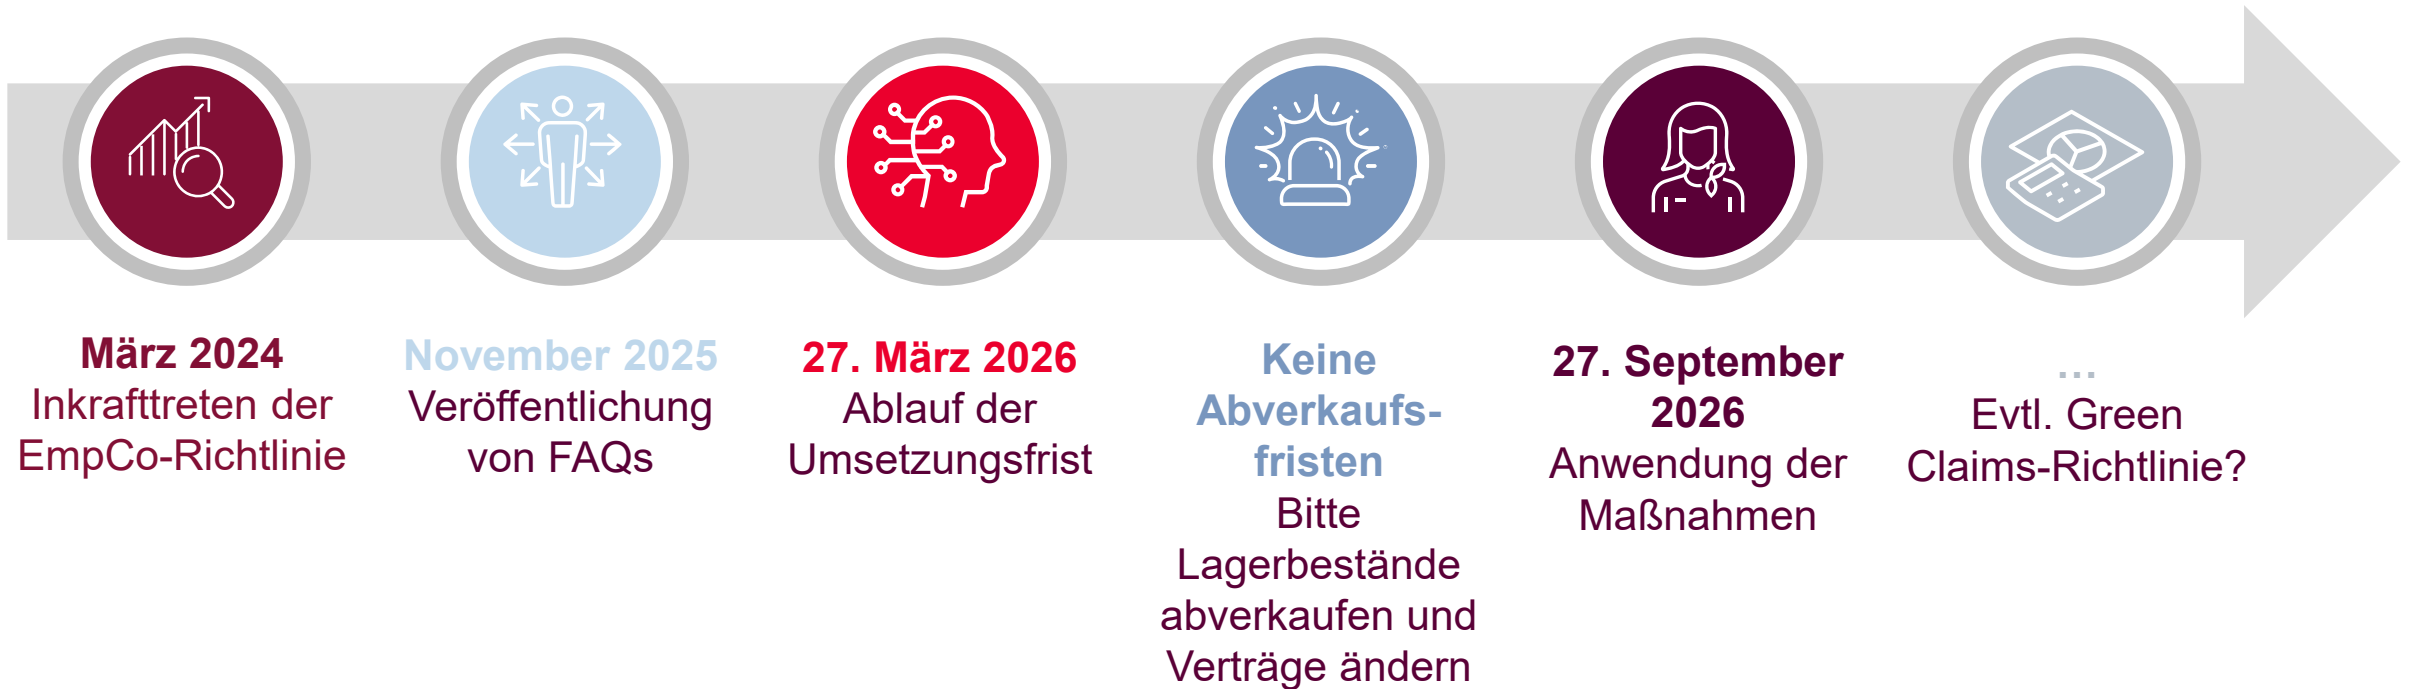 März 2024
Inkrafttreten der
EmpCo-Richtlinie
November 2025
Veröffentlichung
von FAQs
27. März 2026
Ablauf der
Umsetzungsfrist
Keine
Abverkaufs-
fristen
Bitte
Lagerbestände
abverkaufen und
Verträge ändern
27. September
2026
Anwendung der
Maßnahmen
...
Evtl. Green
Claims-Richtlinie?